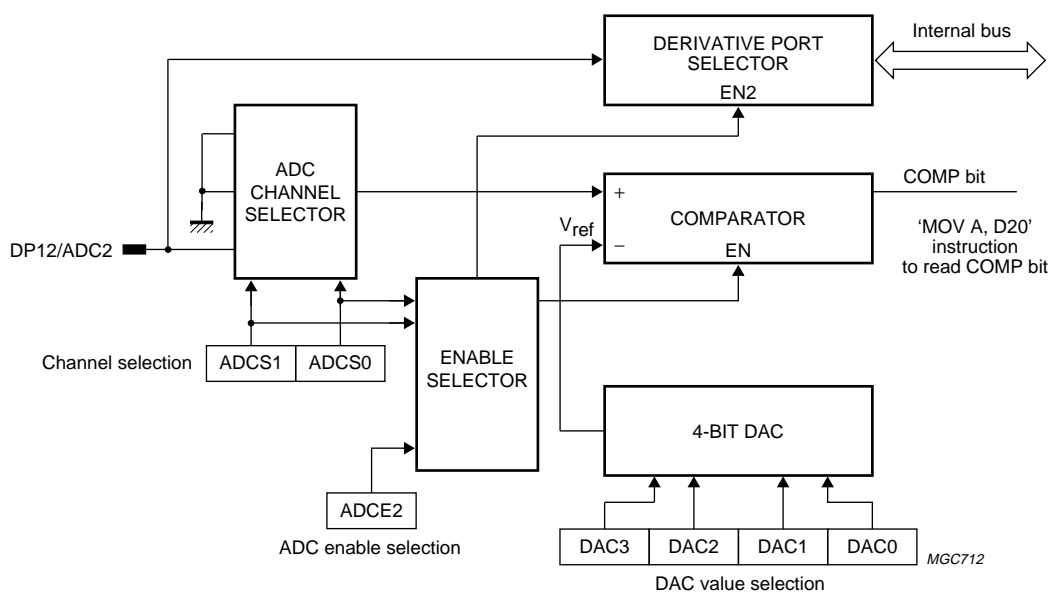 DERIVATIVE PORT
SELECTOR
EN2
Internal bus
ADC
CHANNEL
SELECTOR
DP12/ADC2
+
Vref
−
COMPARATOR
EN
COMP bit
‘MOV A, D20’
instruction
to read COMP bit
Channel selection
ADCS1 ADCS0
ENABLE
SELECTOR
4-BIT DAC
ADCE2
ADC enable selection
DAC3 DAC2 DAC1 DAC0
MGC712
DAC value selection